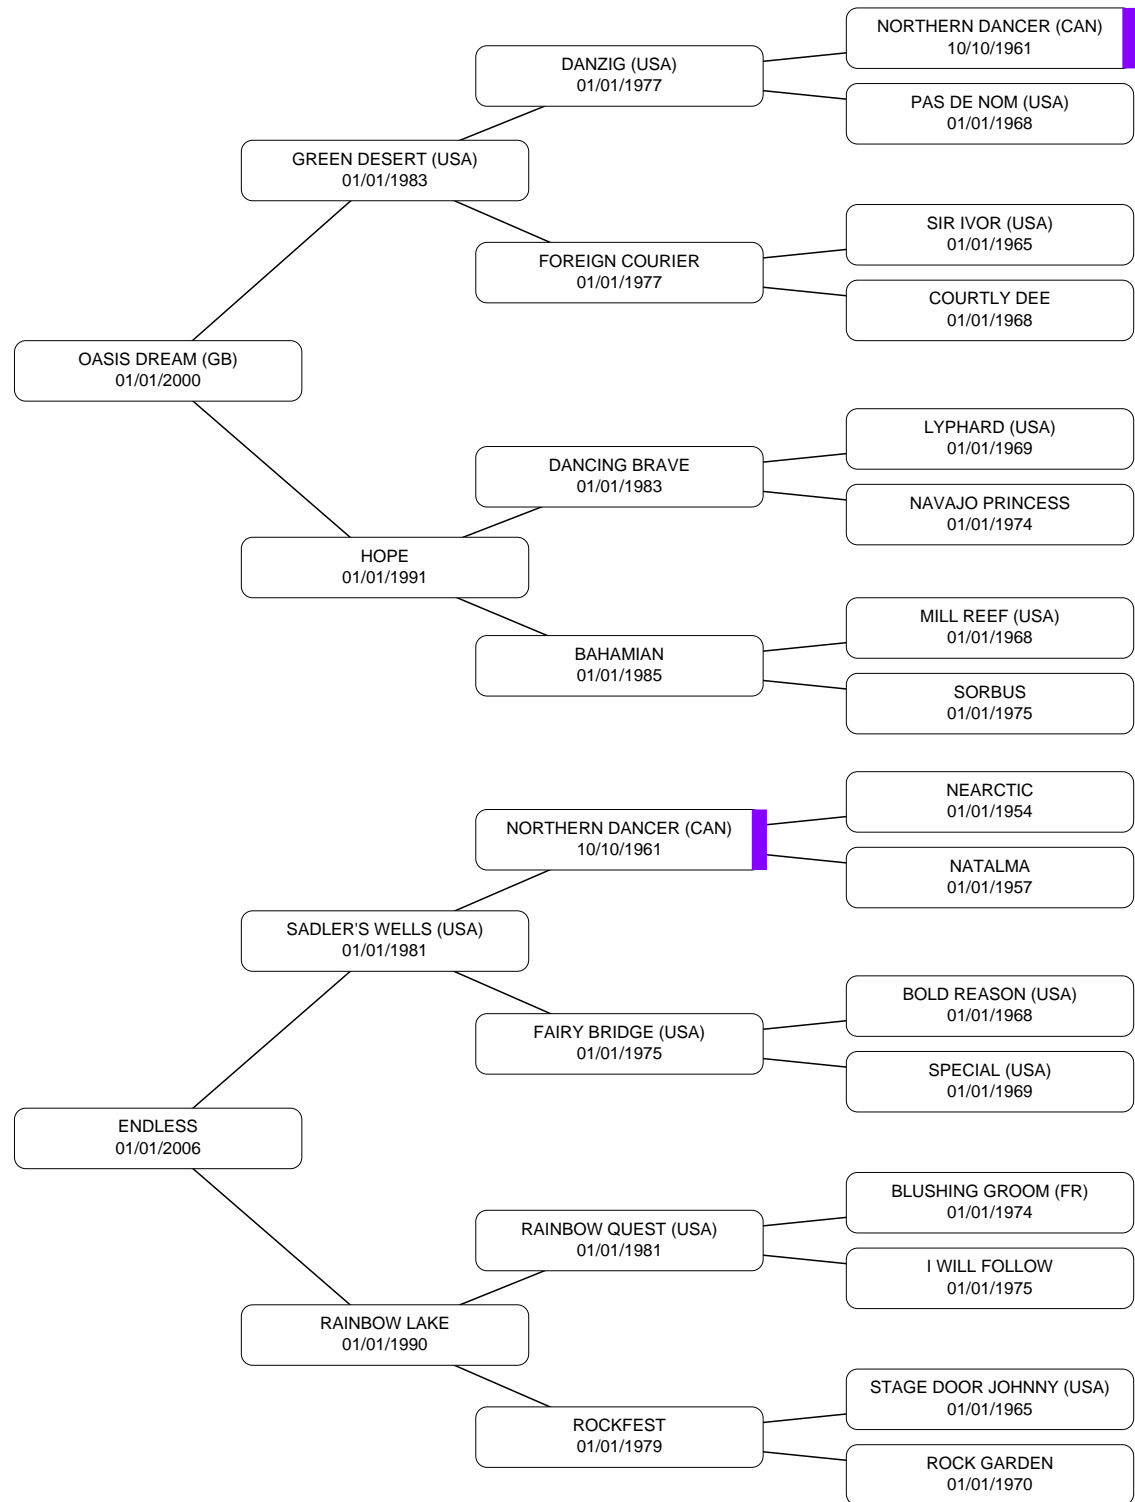 NORTHERN DANCER (CAN)
10/10/1961
DANZIG (USA)
01/01/1977
PAS DE NOM (USA)
01/01/1968
GREEN DESERT (USA)
01/01/1983
SIR IVOR (USA)
01/01/1965
FOREIGN COURIER
01/01/1977
COURTLY DEE
01/01/1968
OASIS DREAM (GB)
01/01/2000
LYPHARD (USA)
01/01/1969
DANCING BRAVE
01/01/1983
NAVAJO PRINCESS
01/01/1974
HOPE
01/01/1991
MILL REEF (USA)
01/01/1968
BAHAMIAN
01/01/1985
SORBUS
01/01/1975
NEARCTIC
01/01/1954
NORTHERN DANCER (CAN)
10/10/1961
NATALMA
01/01/1957
SADLER'S WELLS (USA)
01/01/1981
BOLD REASON (USA)
01/01/1968
FAIRY BRIDGE (USA)
01/01/1975
SPECIAL (USA)
01/01/1969
ENDLESS
01/01/2006
BLUSHING GROOM (FR)
01/01/1974
RAINBOW QUEST (USA)
01/01/1981
I WILL FOLLOW
01/01/1975
RAINBOW LAKE
01/01/1990
STAGE DOOR JOHNNY (USA)
01/01/1965
ROCKFEST
01/01/1979
ROCK GARDEN
01/01/1970